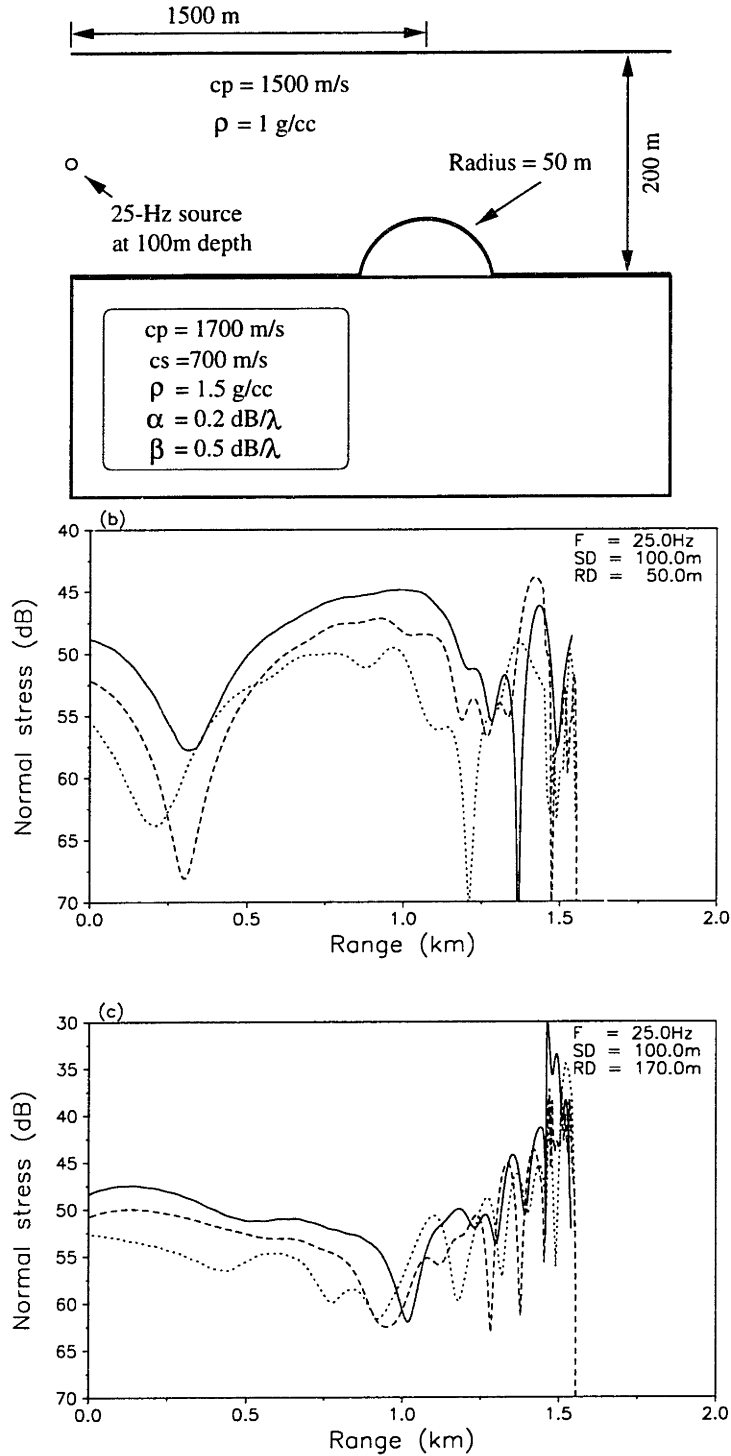 1500 m
cp = 1500 m/s
ρ = 1 g/cc
Radius = 50 m
200 m
25-Hz source
at 100m depth
cp = 1700 m/s
cs =700 m/s
ρ = 1.5 g/cc
α = 0.2 dB/λ
β = 0.5 dB/λ
(b)
F = 25.0Hz
SD = 100.0m
RD = 50.0m
Normal stress (dB)
40
45
50
55
60
65
70
0.0 0.5 1.0 1.5 2.0
Range (km)
(c)
F = 25.0Hz
SD = 100.0m
RD = 170.0m
Normal stress (dB)
30
35
40
45
50
55
60
65
70
0.0 0.5 1.0 1.5 2.0
Range (km)